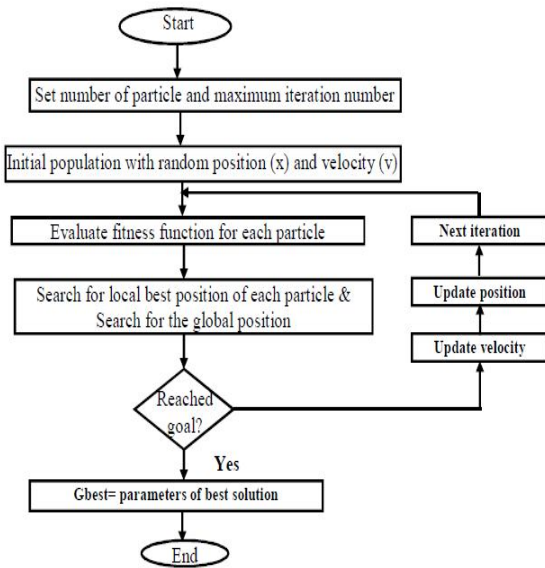 Start
Set number of particle and maximum iteration number
Initial population with random position (x) and velocity (v)
Evaluate fitness function for each particle
Search for local best position of each particle &
Search for the global position
Reached
goal?
Yes
Gbest= parameters of best solution
End
Next iteration
Update position
Update velocity